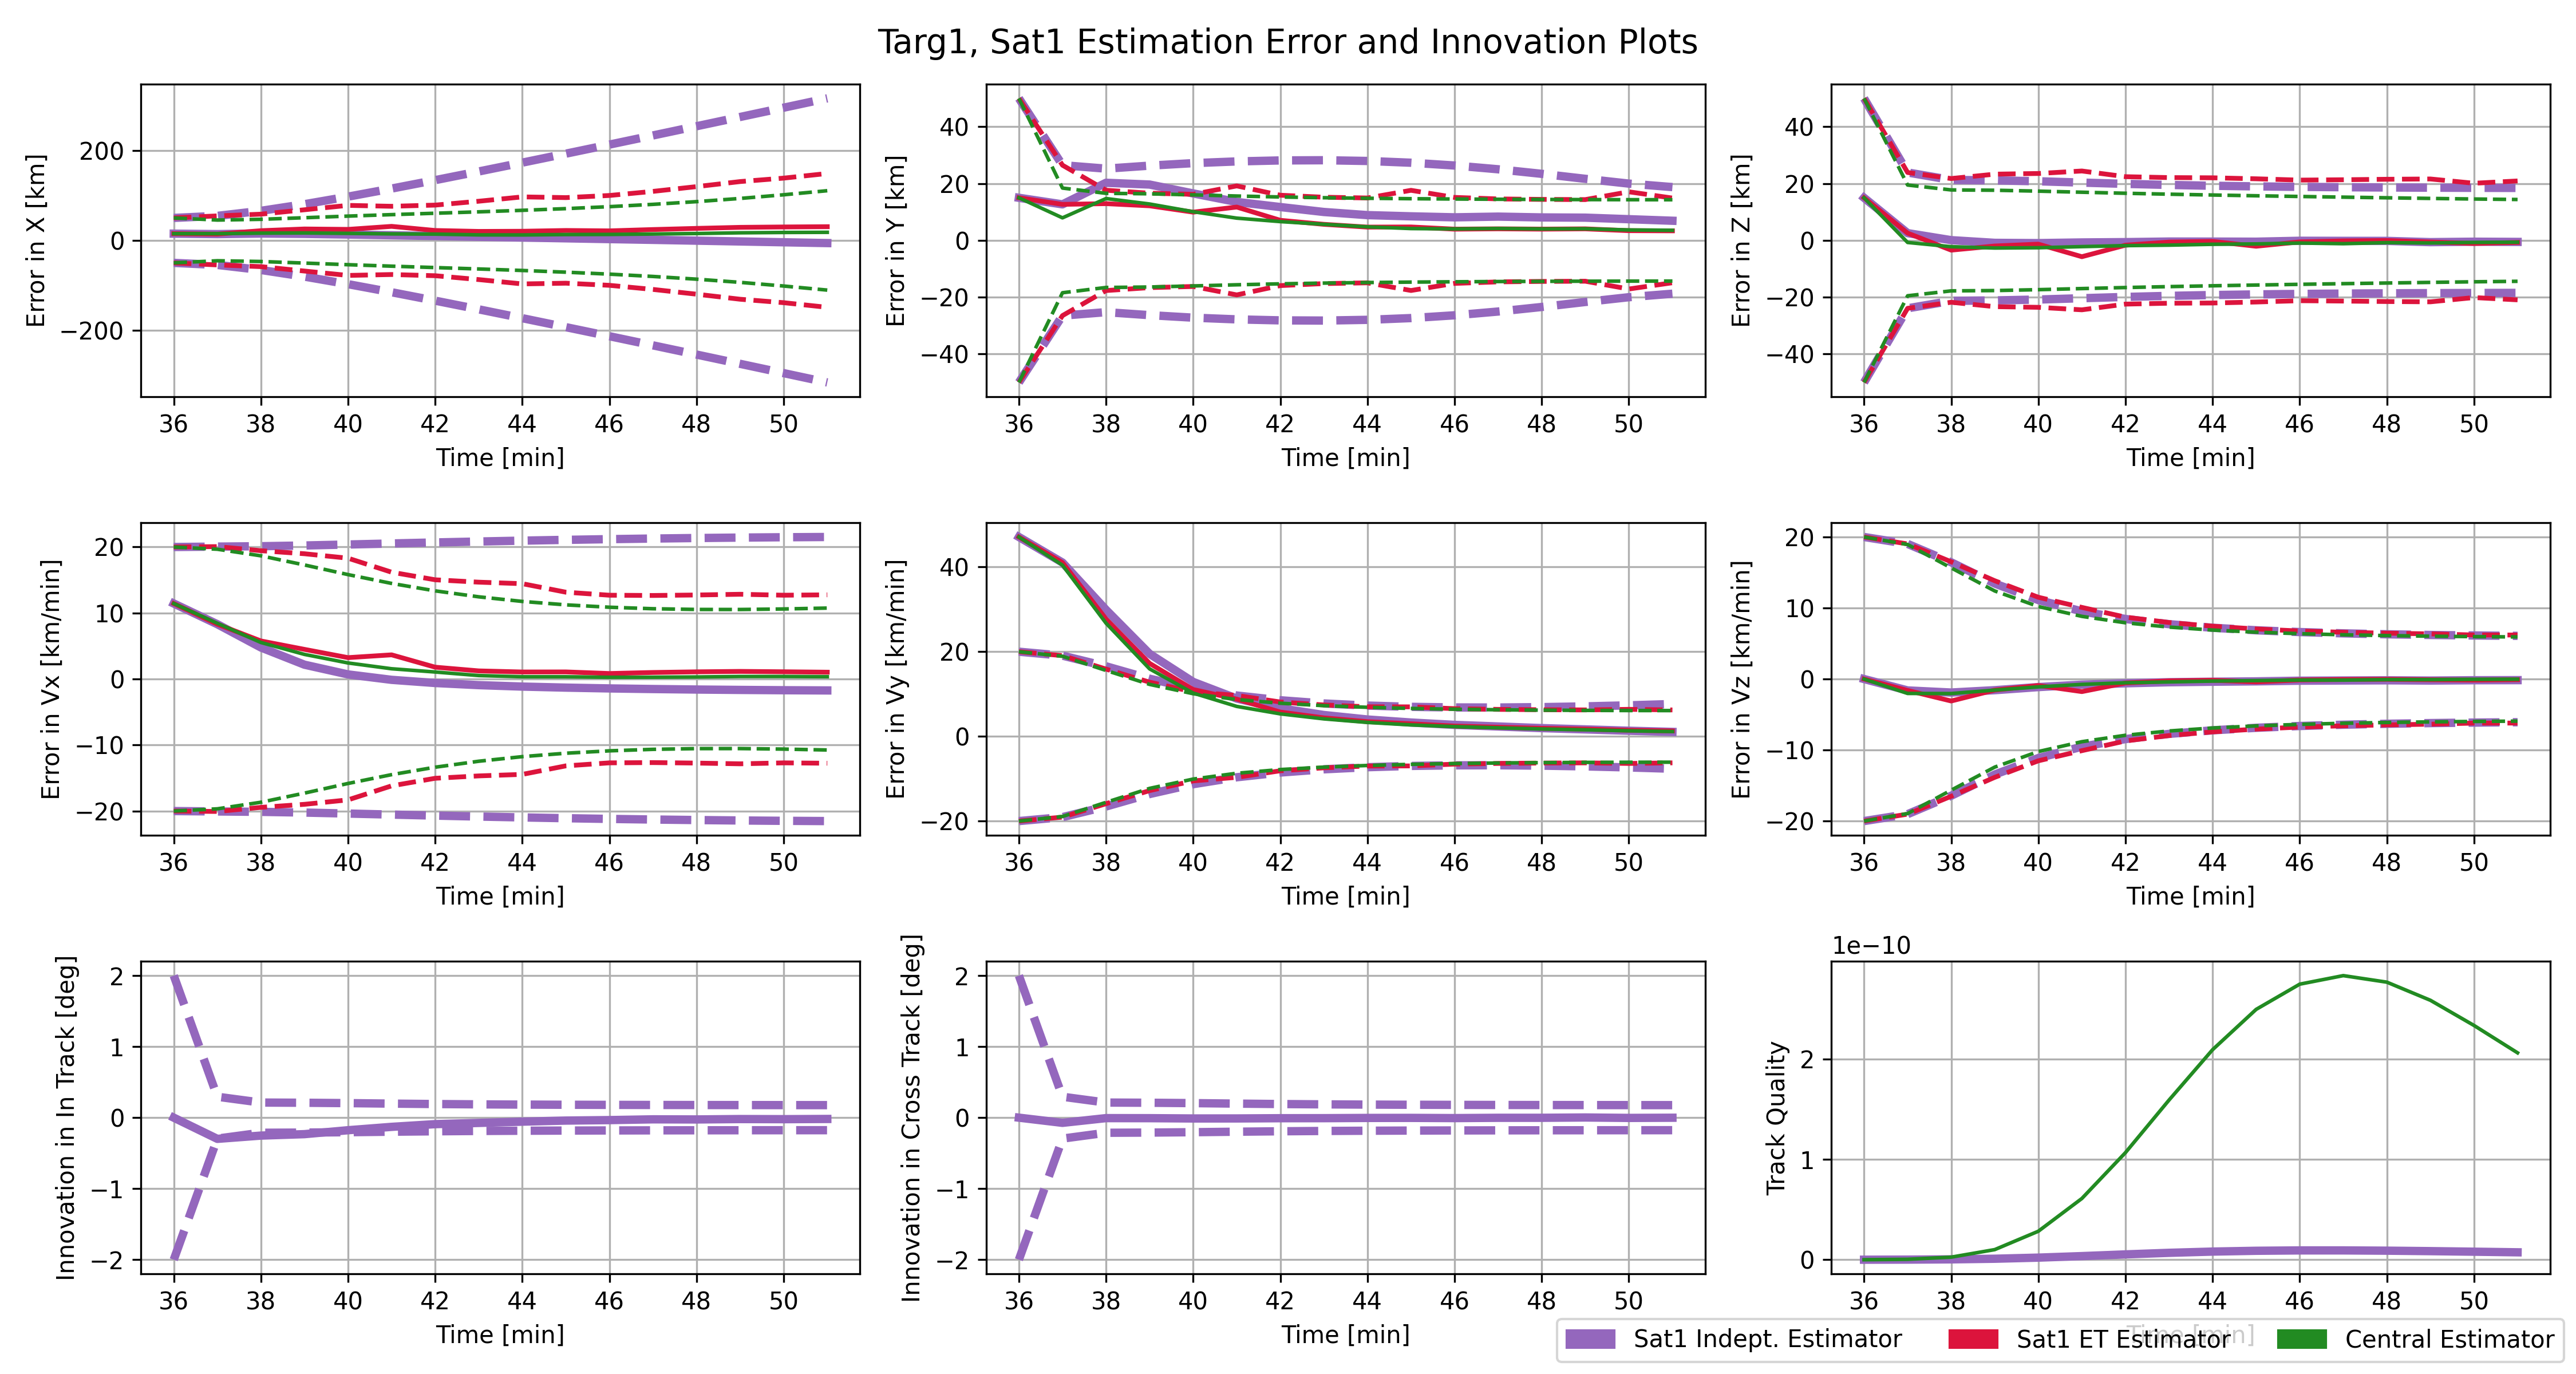 Targ1, Sat1 Estimation Error and Innovation Plots
Error in X [km]
200
0
−200
36 38 40 42 44 46 48 50
Time [min]
Error in Y [km]
40
20
0
−20
−40
36 38 40 42 44 46 48 50
Time [min]
Error in Z [km]
40
20
0
−20
−40
36 38 40 42 44 46 48 50
Time [min]
Error in Vx [km/min]
20
10
0
−10
−20
36 38 40 42 44 46 48 50
Time [min]
Error in Vy [km/min]
40
20
0
−20
36 38 40 42 44 46 48 50
Time [min]
Error in Vz [km/min]
20
10
0
−10
−20
36 38 40 42 44 46 48 50
Time [min]
Innovation in In Track [deg]
2
1
0
−1
−2
36 38 40 42 44 46 48 50
Time [min]
Innovation in Cross Track [deg]
2
1
0
−1
−2
36 38 40 42 44 46 48 50
Time [min]
1e−10
Track Quality
2
1
0
36 38 40 42 44 46 48 50
Time [min]
Sat1 Indept. Estimator
Sat1 ET Estimator
Central Estimator